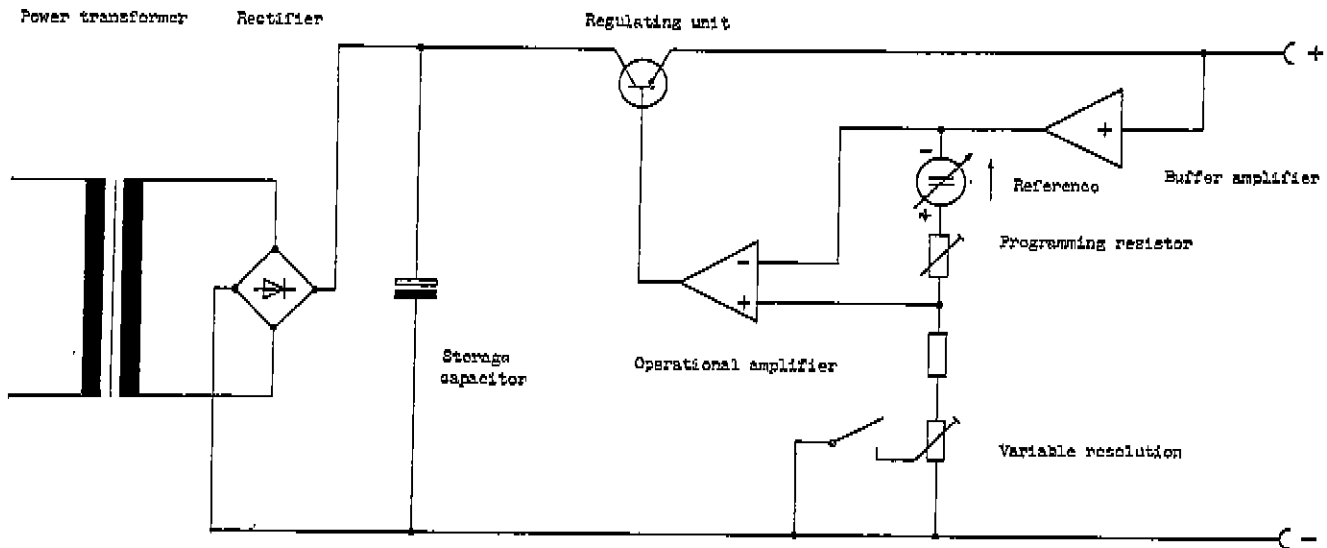 Power transformer
Rectifier
Regulating unit
+
+
Buffer amplifier
-
+
Reference
Programming resistor
-
+
Operational amplifier
Storage
capacitor
Variable resolution
-